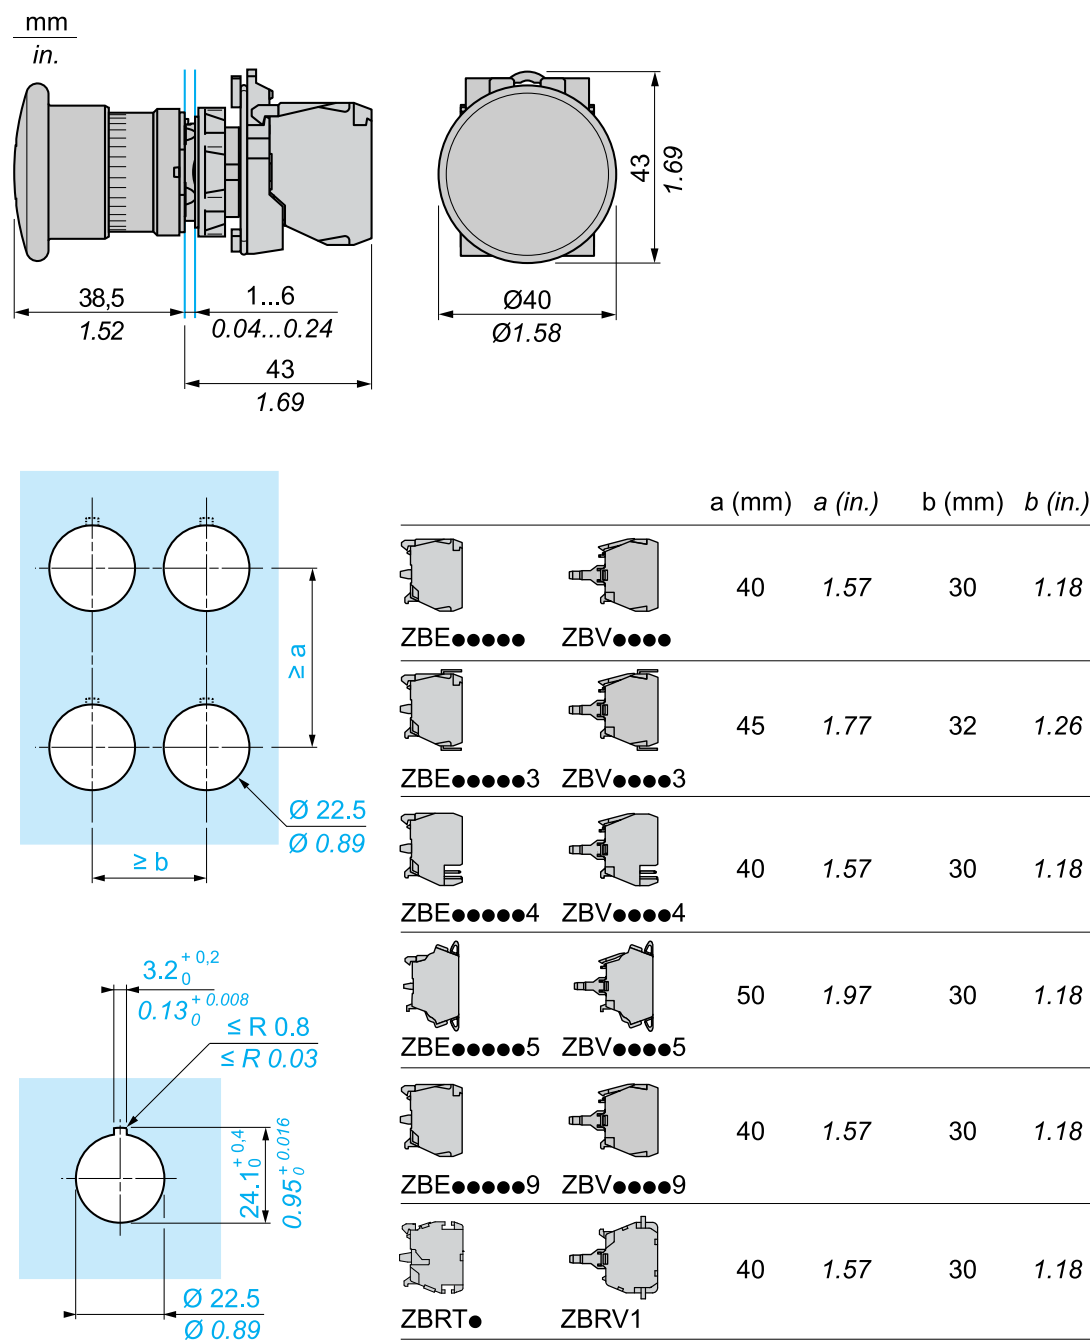 mm
in.
38,5
1.52
1...6
0.04...0.24
43
1.69
43
1.69
Ø40
Ø1.58
≥ a
≥ b
Ø 22.5
Ø 0.89
a (mm) a (in.) b (mm) b (in.)
40 1.57 30 1.18
ZBE●●●●● ZBV●●●●
45 1.77 32 1.26
ZBE●●●●●3 ZBV●●●●3
40 1.57 30 1.18
ZBE●●●●●4 ZBV●●●●4
50 1.97 30 1.18
ZBE●●●●●5 ZBV●●●●5
40 1.57 30 1.18
ZBE●●●●●9 ZBV●●●●9
40 1.57 30 1.18
ZBRT● ZBRV1
3.2 +0,2 0
0.13 +0.008 0
≤ R 0.8
≤ R 0.03
24.1 +0,4 0
0.95 +0.016 0
Ø 22.5
Ø 0.89